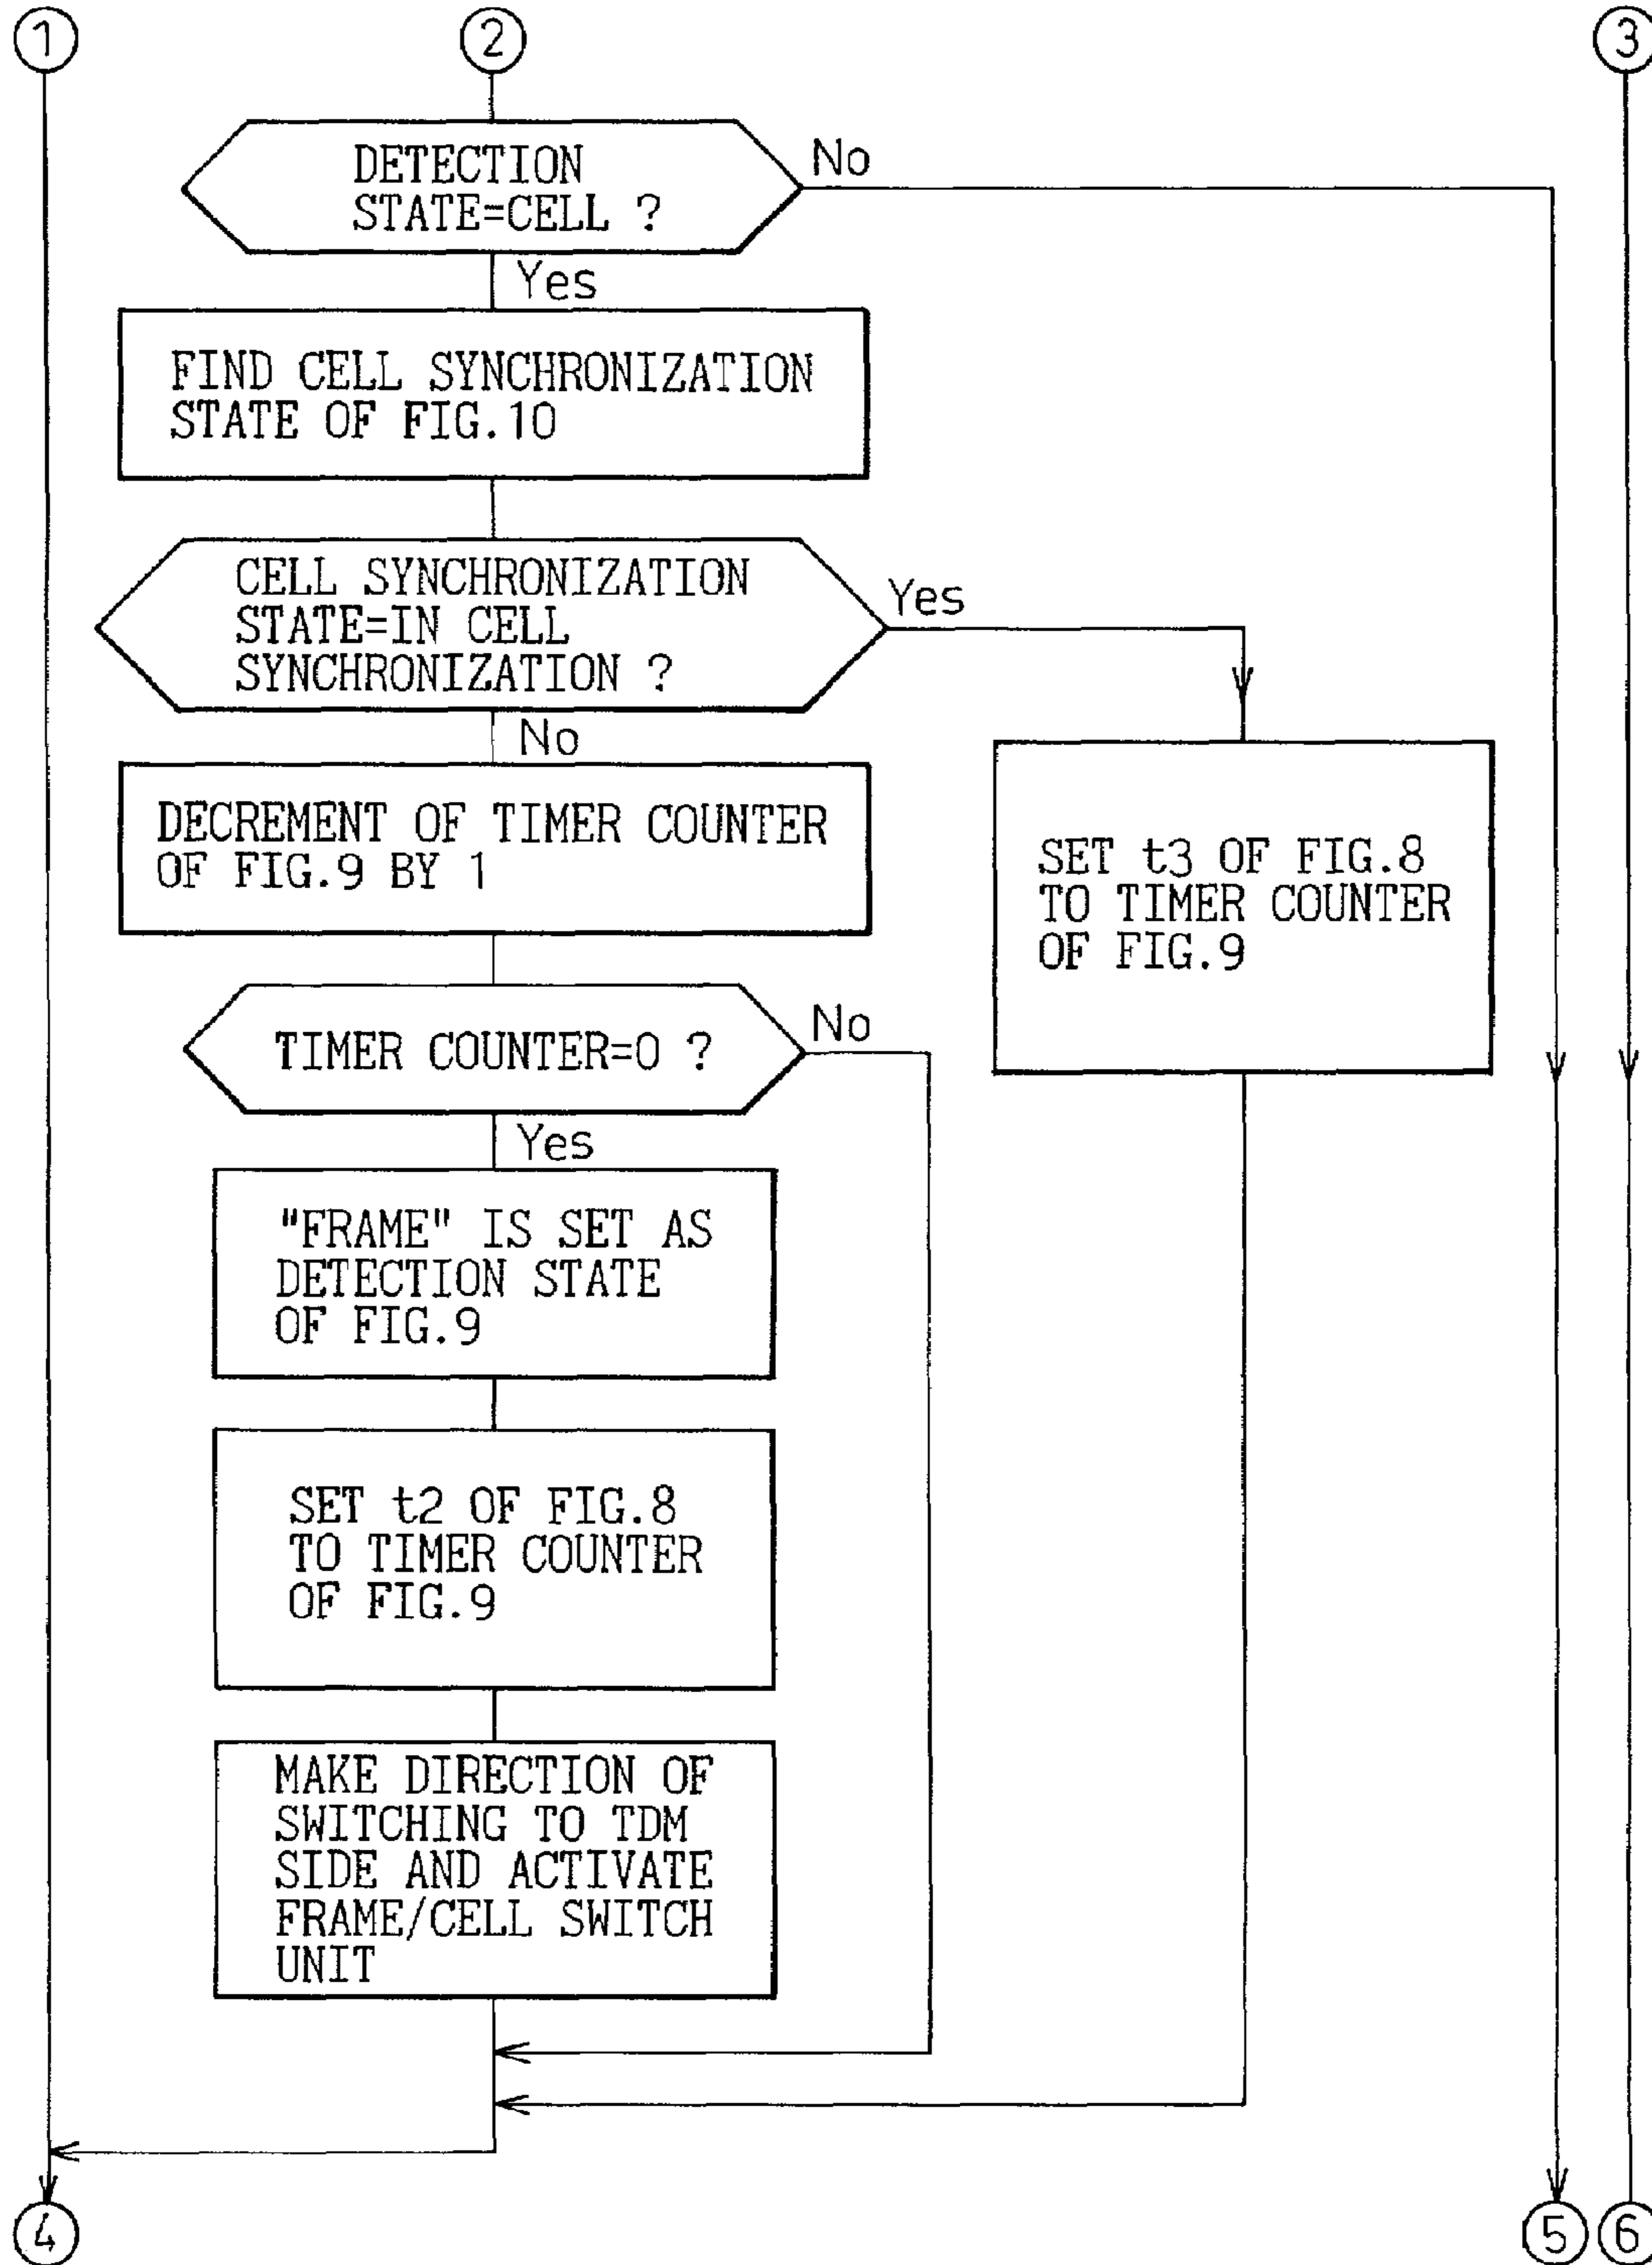 1
2
3
DETECTION
STATE=CELL ?
No
Yes
FIND CELL SYNCHRONIZATION
STATE OF FIG.10
CELL SYNCHRONIZATION
STATE=IN CELL
SYNCHRONIZATION ?
Yes
No
DECREMENT OF TIMER COUNTER
OF FIG.9 BY 1
SET t3 OF FIG.8
TO TIMER COUNTER
OF FIG.9
TIMER COUNTER=0 ?
No
Yes
"FRAME" IS SET AS
DETECTION STATE
OF FIG.9
SET t2 OF FIG.8
TO TIMER COUNTER
OF FIG.9
MAKE DIRECTION OF
SWITCHING TO TDM
SIDE AND ACTIVATE
FRAME/CELL SWITCH
UNIT
4
5
6